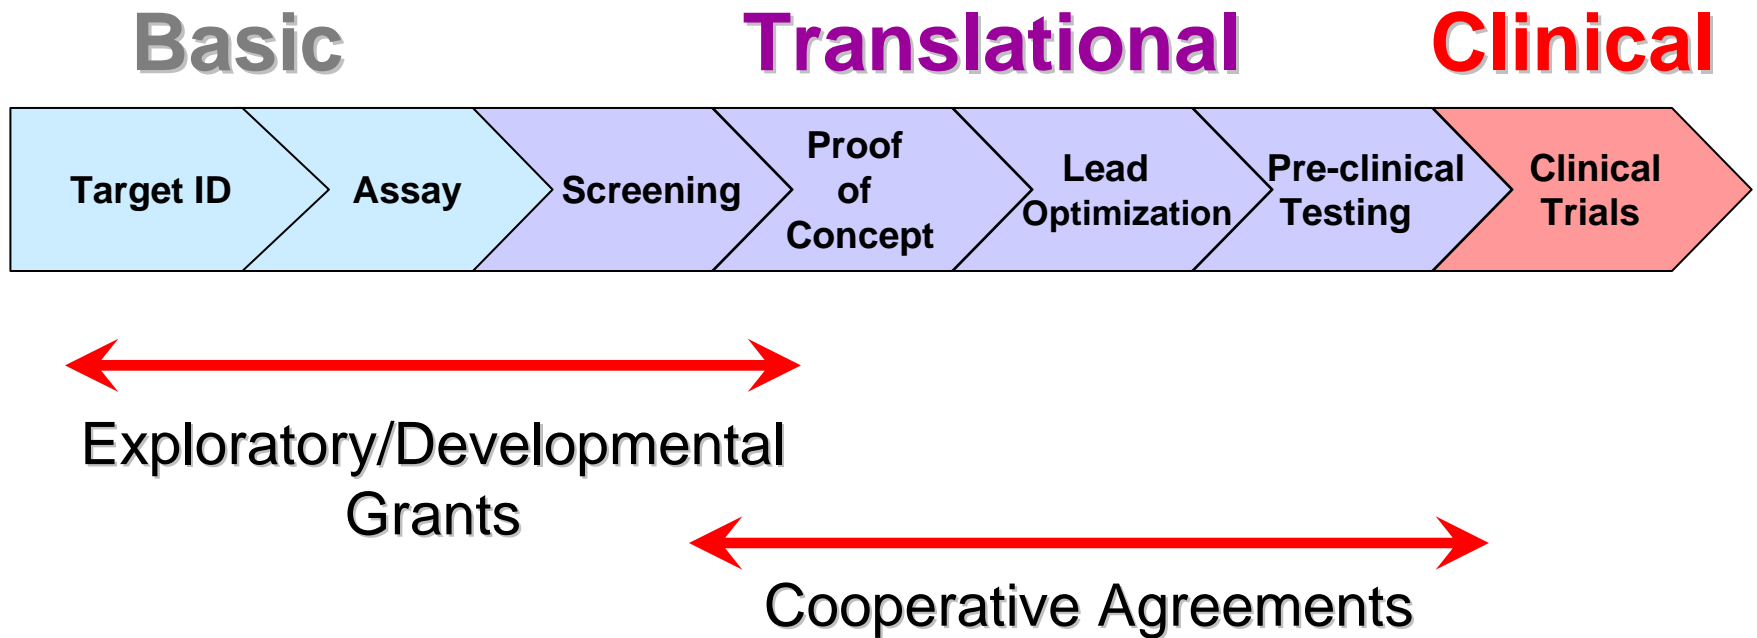 Basic
Translational
Clinical
Target ID
Assay
Screening
Proof
of
Concept
Lead
Optimization
Pre-clinical
Testing
Clinical
Trials
Exploratory/Developmental
Grants
Cooperative Agreements